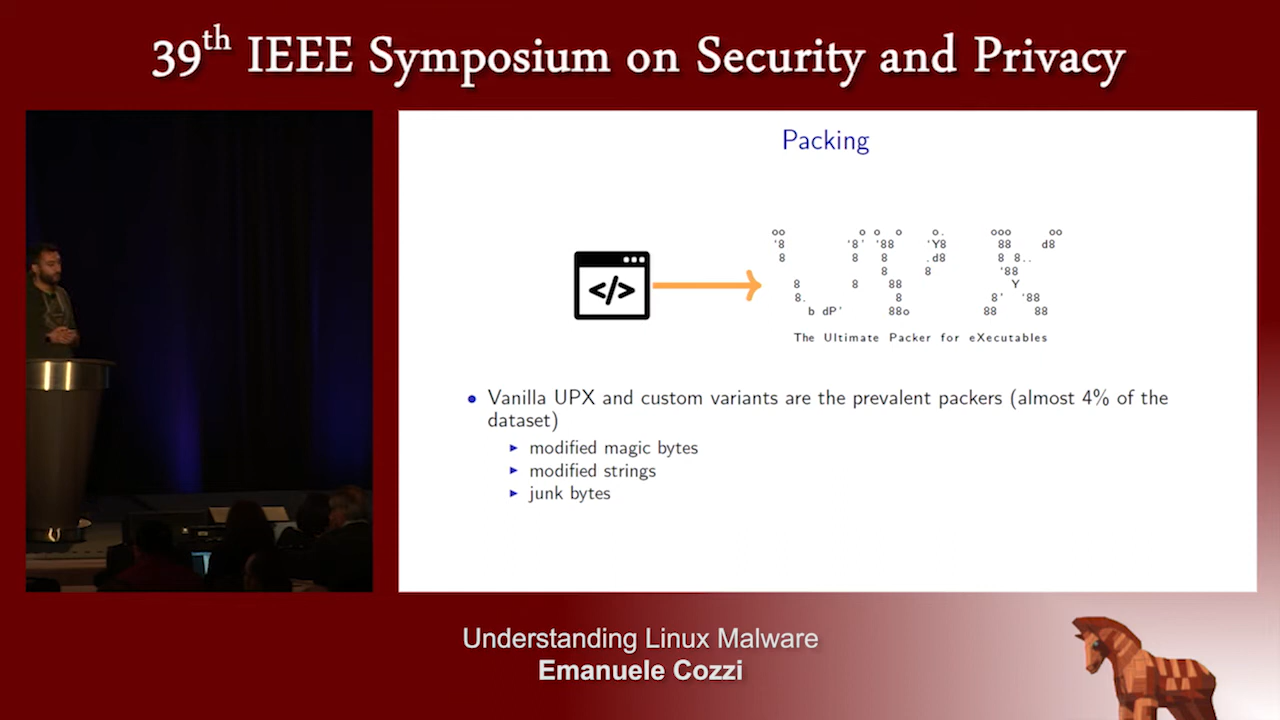 39th IEEE Symposium on Security and Privacy
Packing
</>
The Ultimate Packer for eXecutables
• Vanilla UPX and custom variants are the prevalent packers (almost 4% of the
dataset)
▸ modified magic bytes
▸ modified strings
▸ junk bytes
Understanding Linux Malware
Emanuele Cozzi